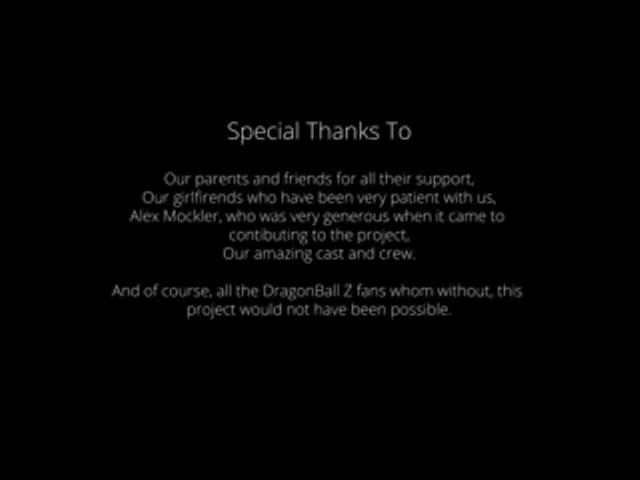 Special Thanks To
Our parents and friends for all their support,
Our girlfirends who have been very patient with us,
Alex Mockler, who was very generous when it came to
contibuting to the project,
Our amazing cast and crew.
And of course, all the DragonBall Z fans whom without, this
project would not have been possible.